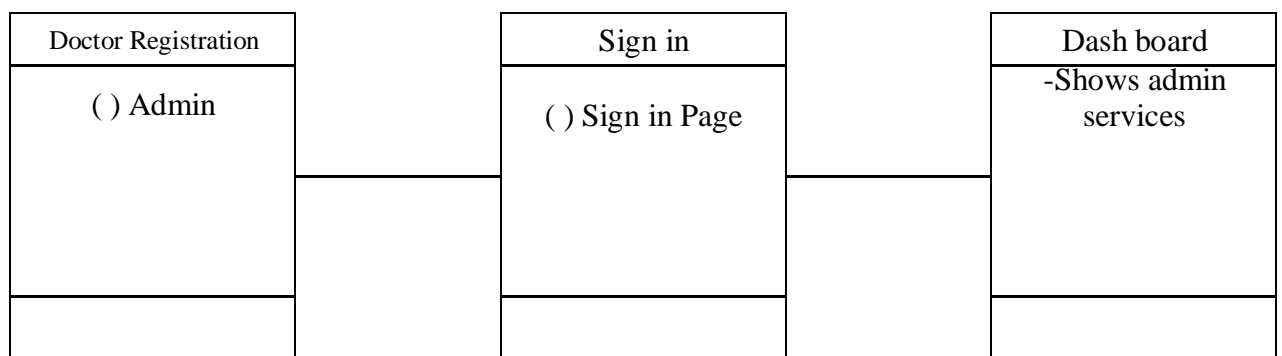 Doctor Registration
( ) Admin
Sign in
( ) Sign in Page
Dash board
-Shows admin
services